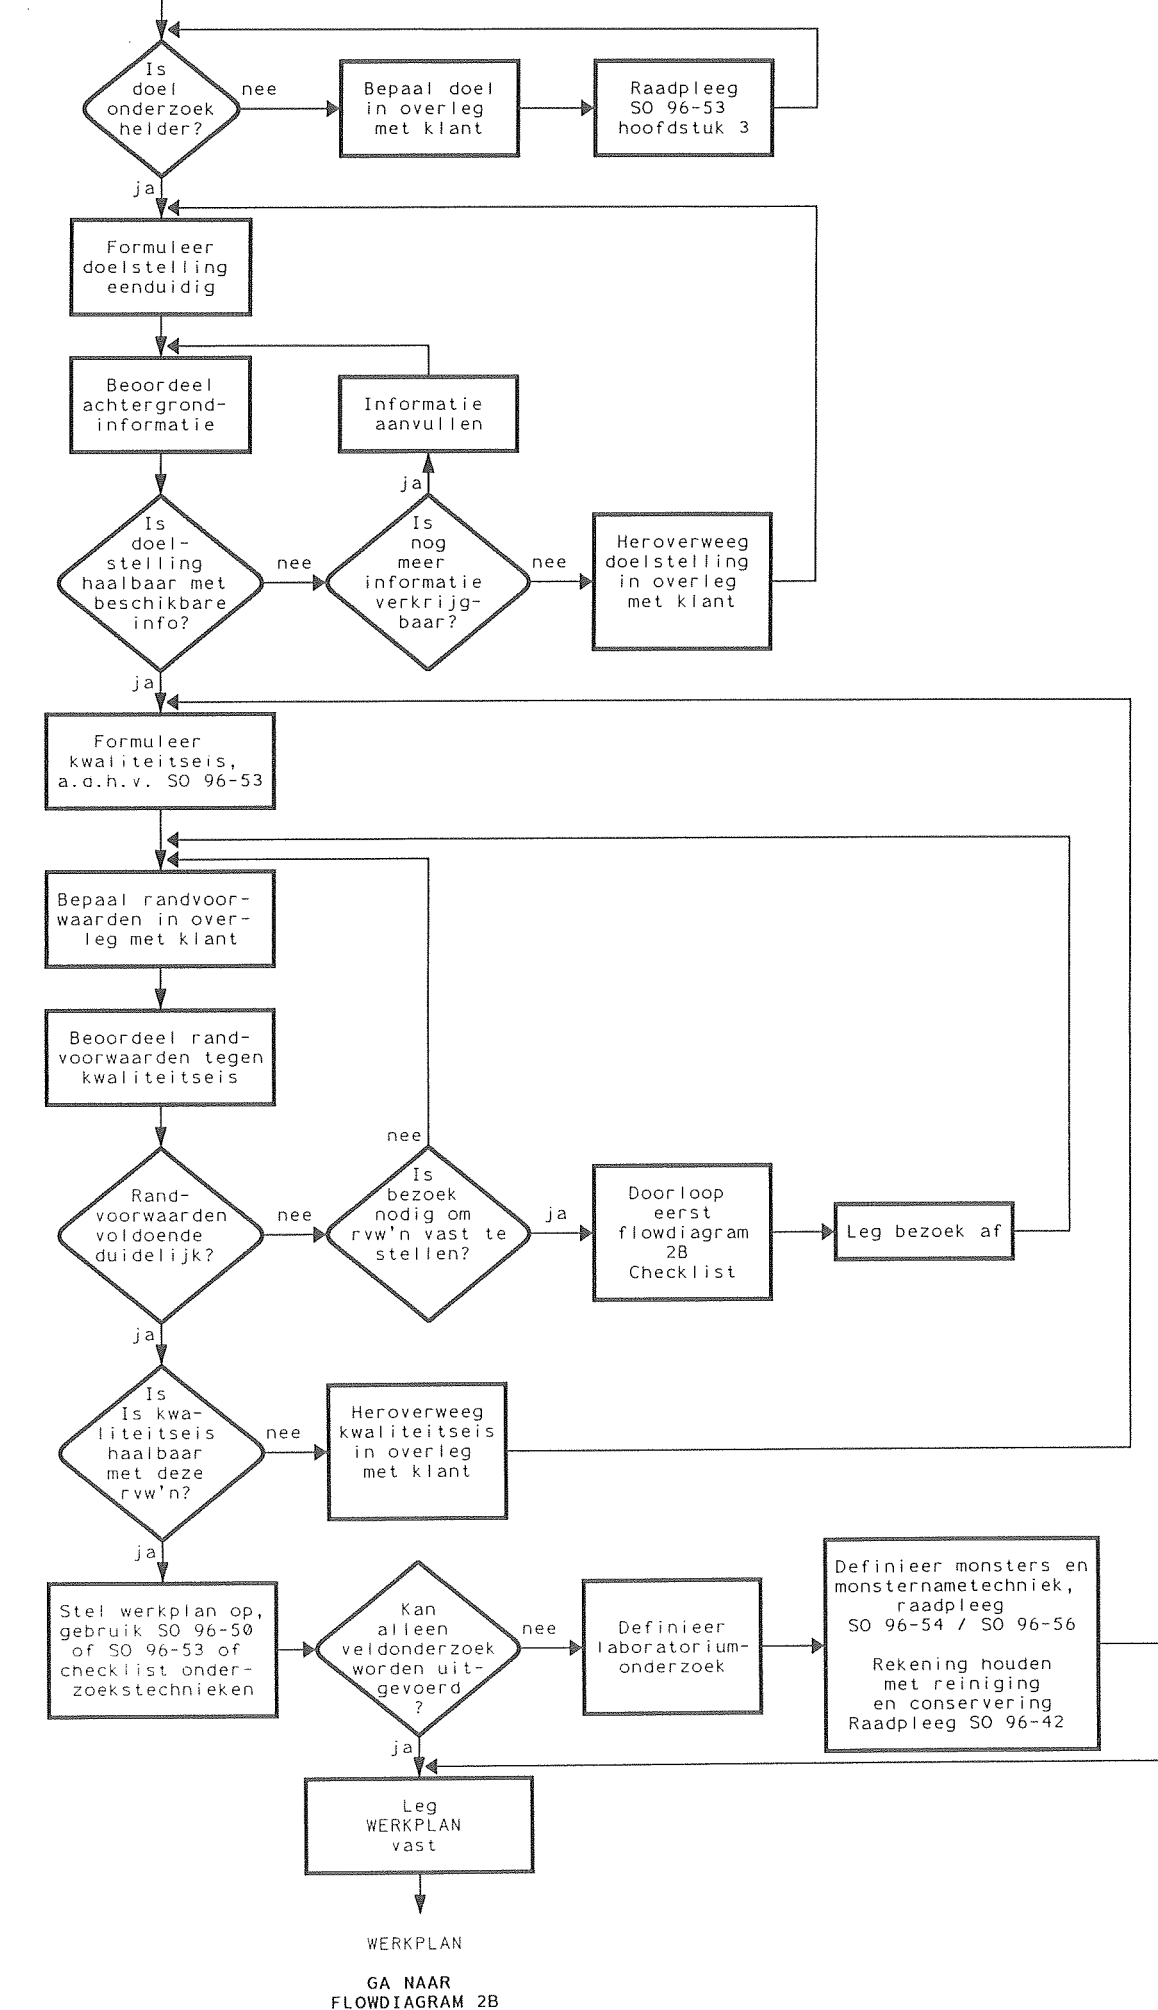 Is
doel
onderzoek
helder?
nee
Bepaal doel
in overleg
met klant
Raadpleeg
SO 96-53
hoofdstuk 3
ja
Formuleer
doelstelling
eenduidig
Beoordeel
achtergrond-
informatie
Informatie
aanvullen
ja
Is
doel-
stelling
haalbaar met
beschikbare
info?
nee
Is
nog
meer
informatie
verkrijg-
baar?
nee
Heroverweeg
doelstelling
in overleg
met klant
ja
Formuleer
kwaliteitseis,
a.d.h.v. SO 96-53
Bepaal randvoor-
waarden in over-
leg met klant
Beoordeel rand-
voorwaarden tegen
kwaliteitseis
Rand-
voorwaarden
voldoende
duidelijk?
nee
nee
Is
bezoek
nodig om
rvw'n vast te
stellen?
ja
Doorloop
eerst
flowdiagram
2B
Checklist
Leg bezoek af
ja
Is
Is kwa-
liteitseis
haalbaar
met deze
rvw'n?
nee
Heroverweeg
kwaliteitseis
in overleg
met klant
ja
Stel werkplan op,
gebruik SO 96-50
of SO 96-53 of
checklist onder-
zoekstechnieken
Kan
alleen
veldonderzoek
worden uit-
gevoerd
?
nee
Definieer
laboratorium-
onderzoek
Definieer monsters en
monsternametechniek,
raadpleeg
SO 96-54 / SO 96-56
Rekening houden
met reiniging
en conservering
Raadpleeg SO 96-42
ja
Leg
WERKPLAN
vast
WERKPLAN
GA NAAR
FLOWDIAGRAM 2B